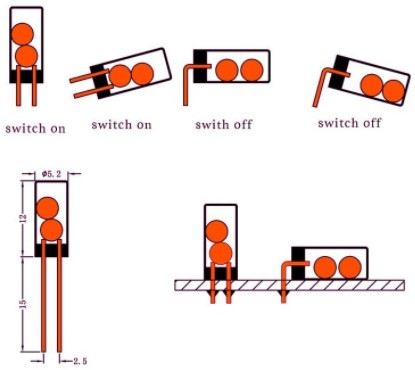 switch on
switch on
swith off
switch off
Φ5.2
12
15
2.5